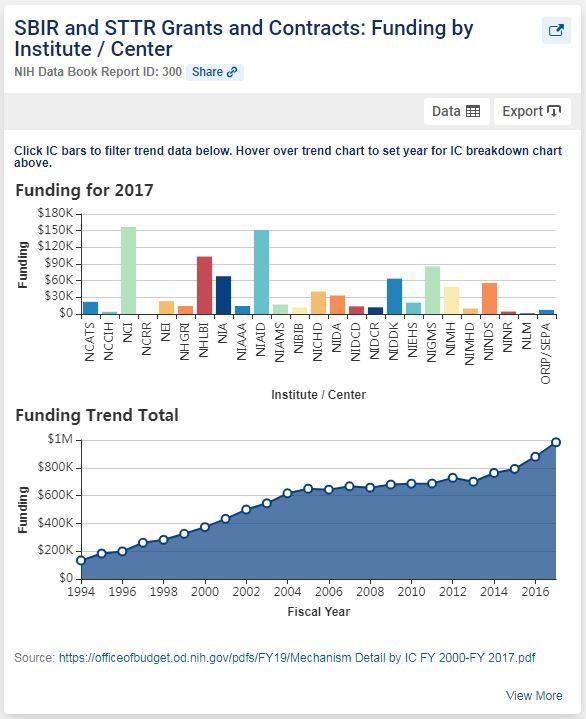 SBIR and STTR Grants and Contracts: Funding by
Institute / Center
NIH Data Book Report ID: 300 Share
Data Export
Click IC bars to filter trend data below. Hover over trend chart to set year for IC breakdown chart
above.
Funding for 2017
$180K
$150K
$120K
$90K
$60K
$30K
$0
Funding
NCATS NCCIH NCI NCRR NEI NHGRI NHLBI NIA NIAAA NIAID NIAMS NIBIB NICHD NIDA NIDCD NIDCR NIDDK NIEHS NIGMS NIMH NIMHD NINDS NINR NLM ORIP/SEPA
Institute / Center
Funding Trend Total
$1M
$800K
$600K
$400K
$200K
$0
Funding
1994 1996 1998 2000 2002 2004 2006 2008 2010 2012 2014 2016
Fiscal Year
Source: https://officeofbudget.od.nih.gov/pdfs/FY19/Mechanism Detail by IC FY 2000-FY 2017.pdf
View More